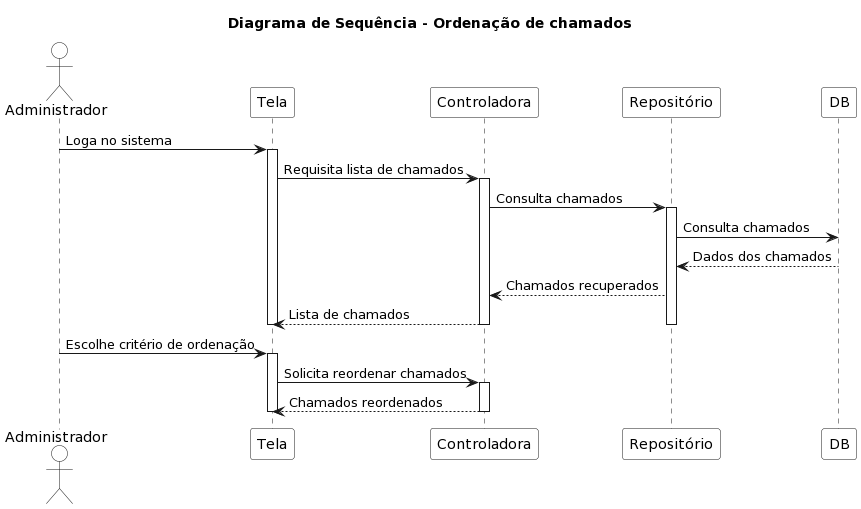 Diagrama de Sequência - Ordenação de chamados
Administrador
Tela
Controladora
Repositório
DB
Loga no sistema
Requisita lista de chamados
Consulta chamados
Consulta chamados
Dados dos chamados
Chamados recuperados
Lista de chamados
Escolhe critério de ordenação
Solicita reordenar chamados
Chamados reordenados
Administrador
Tela
Controladora
Repositório
DB